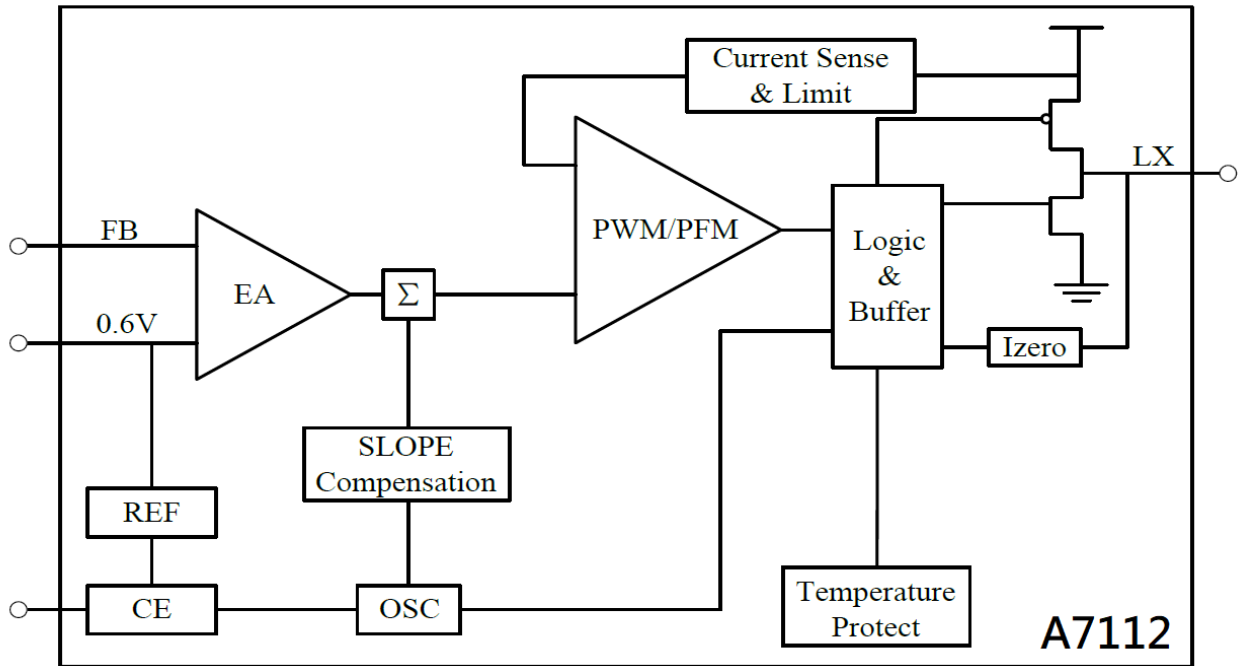 Current Sense
& Limit
LX
FB
PWM/PFM
Logic
&
Buffer
EA
Σ
0.6V
Izero
SLOPE
Compensation
REF
CE
OSC
Temperature
Protect
A7112